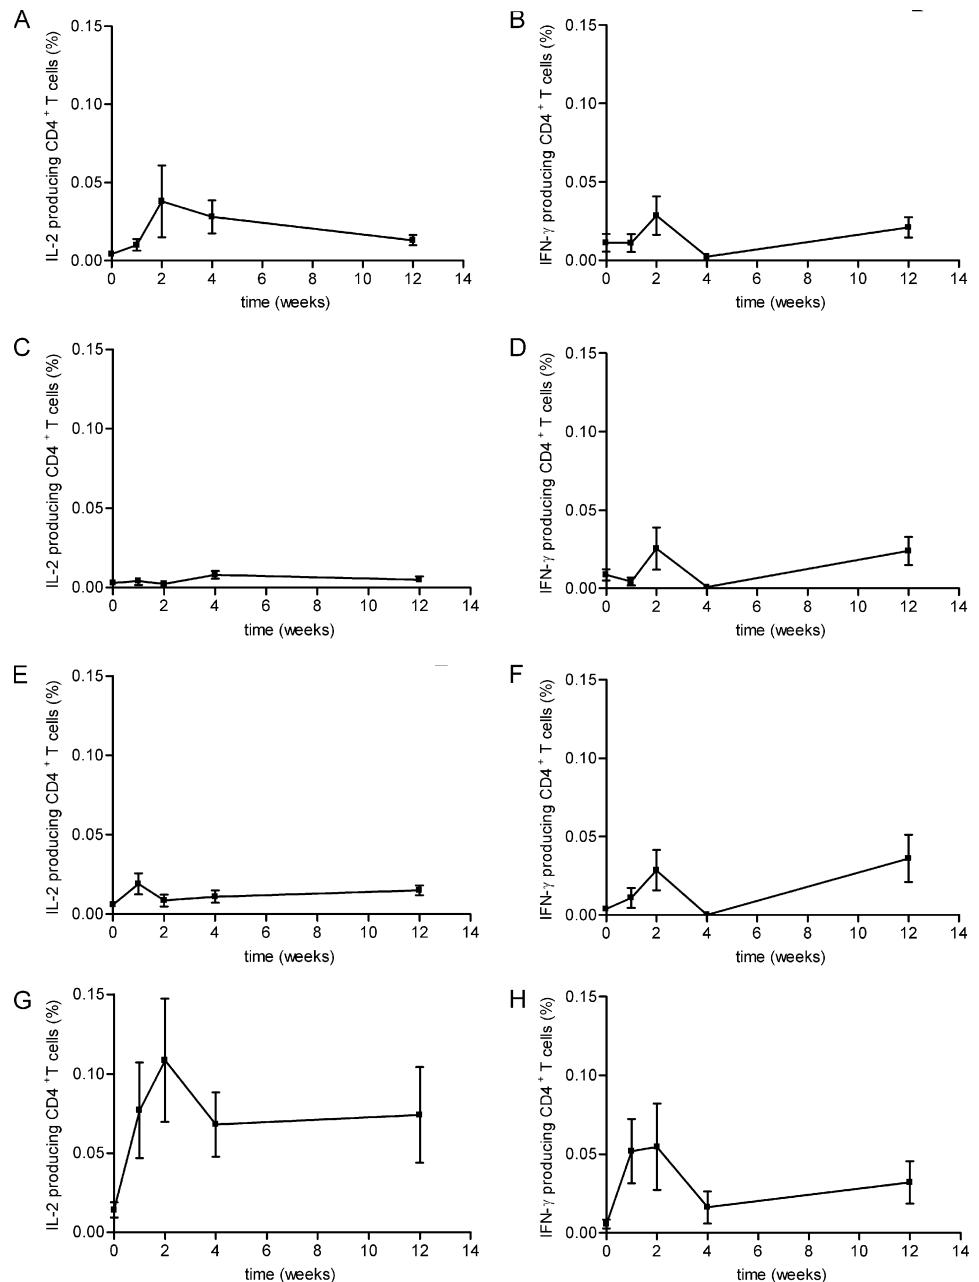 A
IL-2 producing CD4 + T cells (%)
0.15
0.10
0.05
0.00
0 2 4 6 8 10 12 14
time (weeks)
B
IFN-γ producing CD4 + T cells (%)
0.15
0.10
0.05
0.00
0 2 4 6 8 10 12 14
time (weeks)
C
IL-2 producing CD4 + T cells (%)
0.15
0.10
0.05
0.00
0 2 4 6 8 10 12 14
time (weeks)
D
IFN-γ producing CD4 + T cells (%)
0.15
0.10
0.05
0.00
0 2 4 6 8 10 12 14
time (weeks)
E
IL-2 producing CD4 + T cells (%)
0.15
0.10
0.05
0.00
0 2 4 6 8 10 12 14
time (weeks)
F
IFN-γ producing CD4 + T cells (%)
0.15
0.10
0.05
0.00
0 2 4 6 8 10 12 14
time (weeks)
G
IL-2 producing CD4 +T cells (%)
0.15
0.10
0.05
0.00
0 2 4 6 8 10 12 14
time (weeks)
H
IFN-γ producing CD4 + T cells (%)
0.15
0.10
0.05
0.00
0 2 4 6 8 10 12 14
time (weeks)